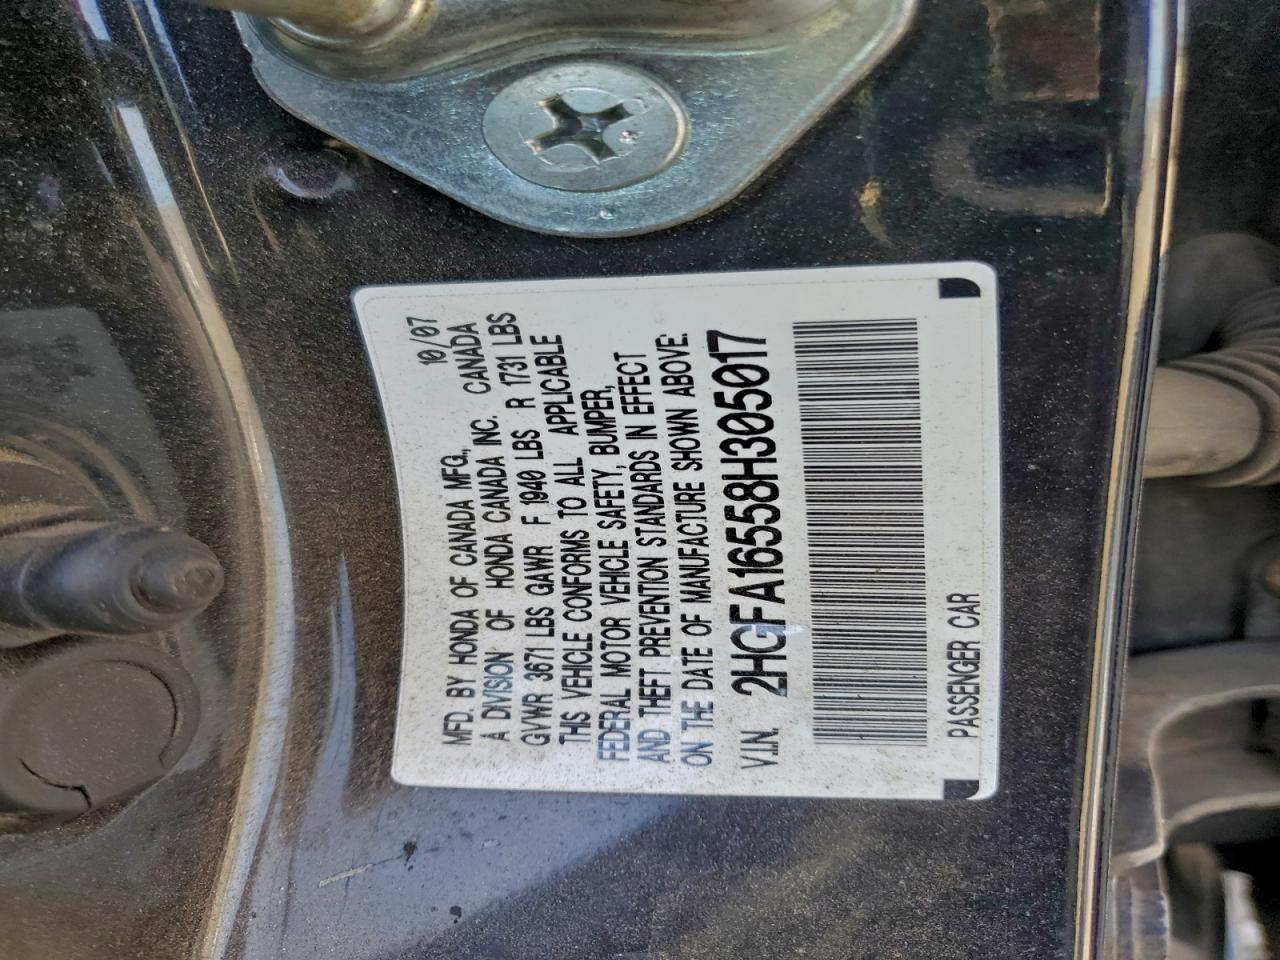 MFD. BY HONDA OF CANADA MFG., 10/07
A DIVISION OF HONDA CANADA INC. CANADA
GVWR 3671 LBS GAWR F 1940 LBS R 1731 LBS
THIS VEHICLE CONFORMS TO ALL APPLICABLE
FEDERAL MOTOR VEHICLE SAFETY, BUMPER,
AND THEFT PREVENTION STANDARDS IN EFFECT
ON THE DATE OF MANUFACTURE SHOWN ABOVE.
V.I.N. 2HGFA16558H305017
PASSENGER CAR